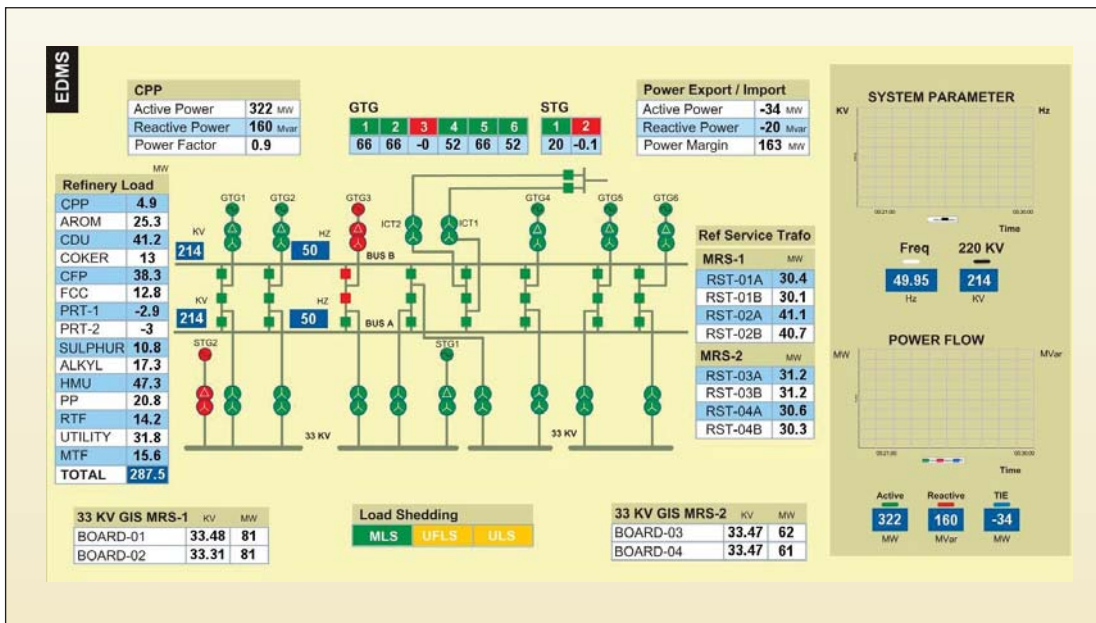 EDMS
CPP
Active Power 322 MW
Reactive Power 160 Mvar
Power Factor 0.9
GTG
1 2 3 4 5 6
66 66 -0 52 66 52
STG
1 2
20 -0.1
Power Export / Import
Active Power -34 MW
Reactive Power -20 Mvar
Power Margin 163 MW
MW
Refinery Load
CPP 4.9
AROM 25.3
CDU 41.2
COKER 13
CFP 38.3
FCC 12.8
PRT-1 -2.9
PRT-2 -3
SULPHUR 10.8
ALKYL 17.3
HMU 47.3
PP 20.8
RTF 14.2
UTILITY 31.8
MTF 15.6
TOTAL 287.5
GTG1 GTG2 GTG3 ICT2 ICT1 GTG4 GTG5 GTG6
KV
214
HZ
50
BUS B
KV
214
HZ
50
BUS A
STG2 STG1
33 KV 33 KV
Ref Service Trafo
MRS-1 MW
RST-01A 30.4
RST-01B 30.1
RST-02A 41.1
RST-02B 40.7
MRS-2 MW
RST-03A 31.2
RST-03B 31.2
RST-04A 30.6
RST-04B 30.3
33 KV GIS MRS-1 KV MW
BOARD-01 33.48 81
BOARD-02 33.31 81
Load Shedding
MLS UFLS ULS
33 KV GIS MRS-2 KV MW
BOARD-03 33.47 62
BOARD-04 33.47 61
SYSTEM PARAMETER
KV Hz
Time
Freq 220 KV
49.95 214
Hz KV
POWER FLOW
MW MVar
Time
Active Reactive TIE
322 160 -34
MW MVar MW